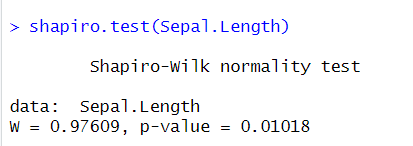 > shapiro.test(Sepal.Length)
Shapiro-Wilk normality test
data:  Sepal.Length
W = 0.97609, p-value = 0.01018